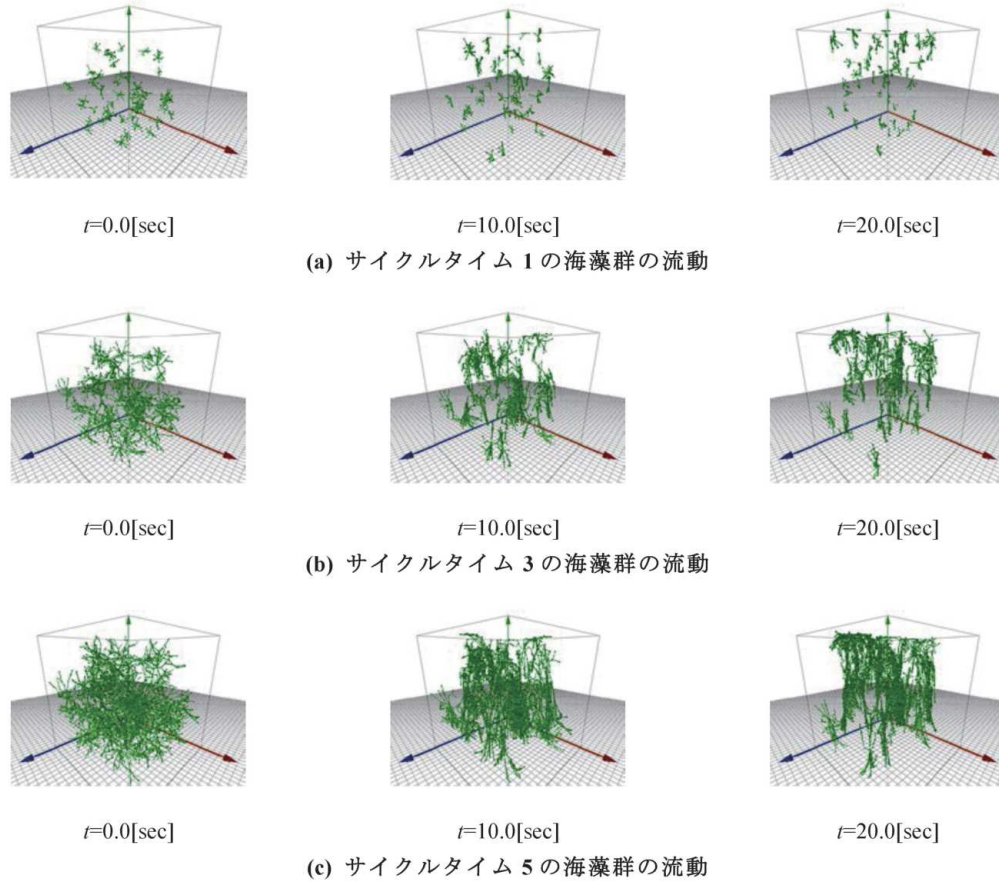 t=0.0[sec] t=10.0[sec] t=20.0[sec]
(a) サイクルタイム 1 の海藻群の流動
t=0.0[sec] t=10.0[sec] t=20.0[sec]
(b) サイクルタイム 3 の海藻群の流動
t=0.0[sec] t=10.0[sec] t=20.0[sec]
(c) サイクルタイム 5 の海藻群の流動